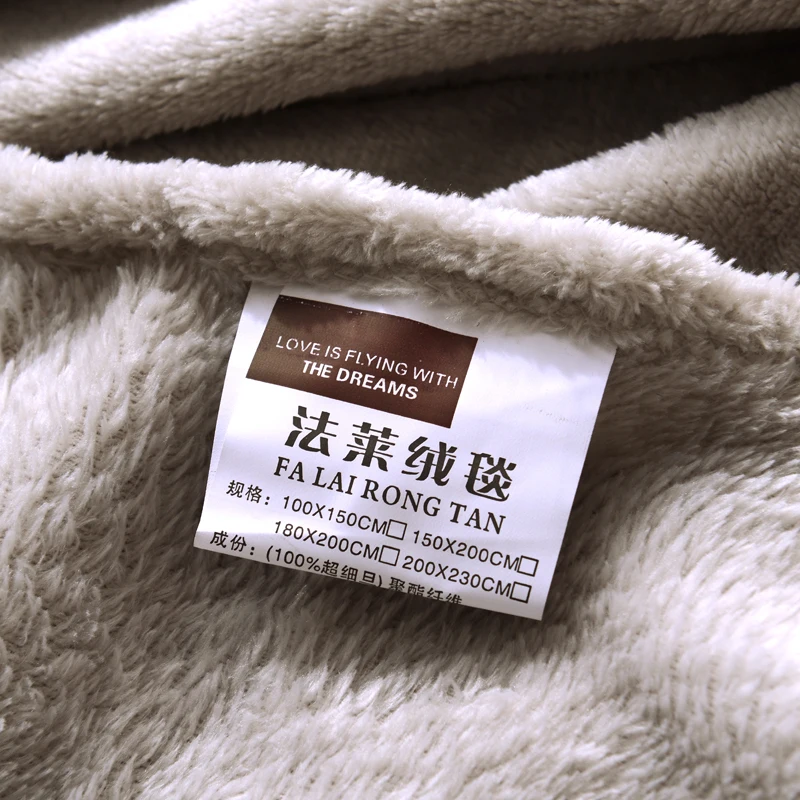 LOVE IS FLYING WITH
THE DREAMS
法莱绒毯
FA LAI RONG TAN
规格：100X150CM□ 150X200CM□
180X200CM□ 200X230CM□
成份：(100%超细旦) 聚酯纤维